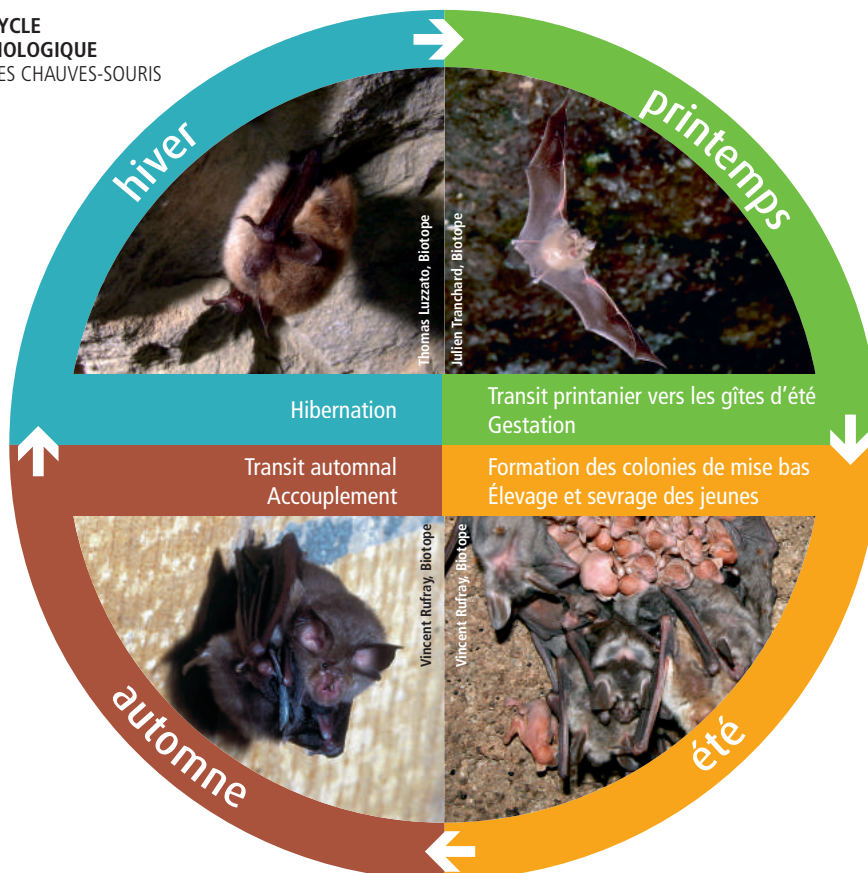 YCLE
OLOGIQUE
ES CHAUVES-SOURIS
hiver
printemps
Thomas Luzzato, Biotope
Julien Tranchard, Biotope
Hibernation
Transit printanier vers les gîtes d’été
Gestation
Transit automnal
Accouplement
Formation des colonies de mise bas
Élevage et sevrage des jeunes
Vincent Rufray, Biotope
Vincent Rufray, Biotope
automne
été